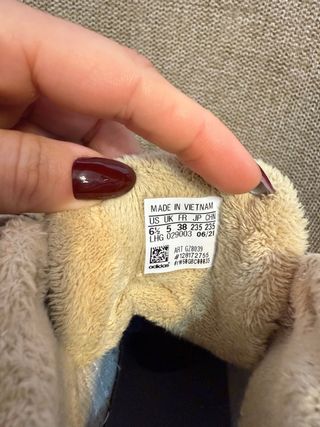 MADE IN VIETNAM
US UK FR JP CHN
6½ 5 38 235 235
LHG 029003 06/21
ART GZ8039
#128172755
adidas